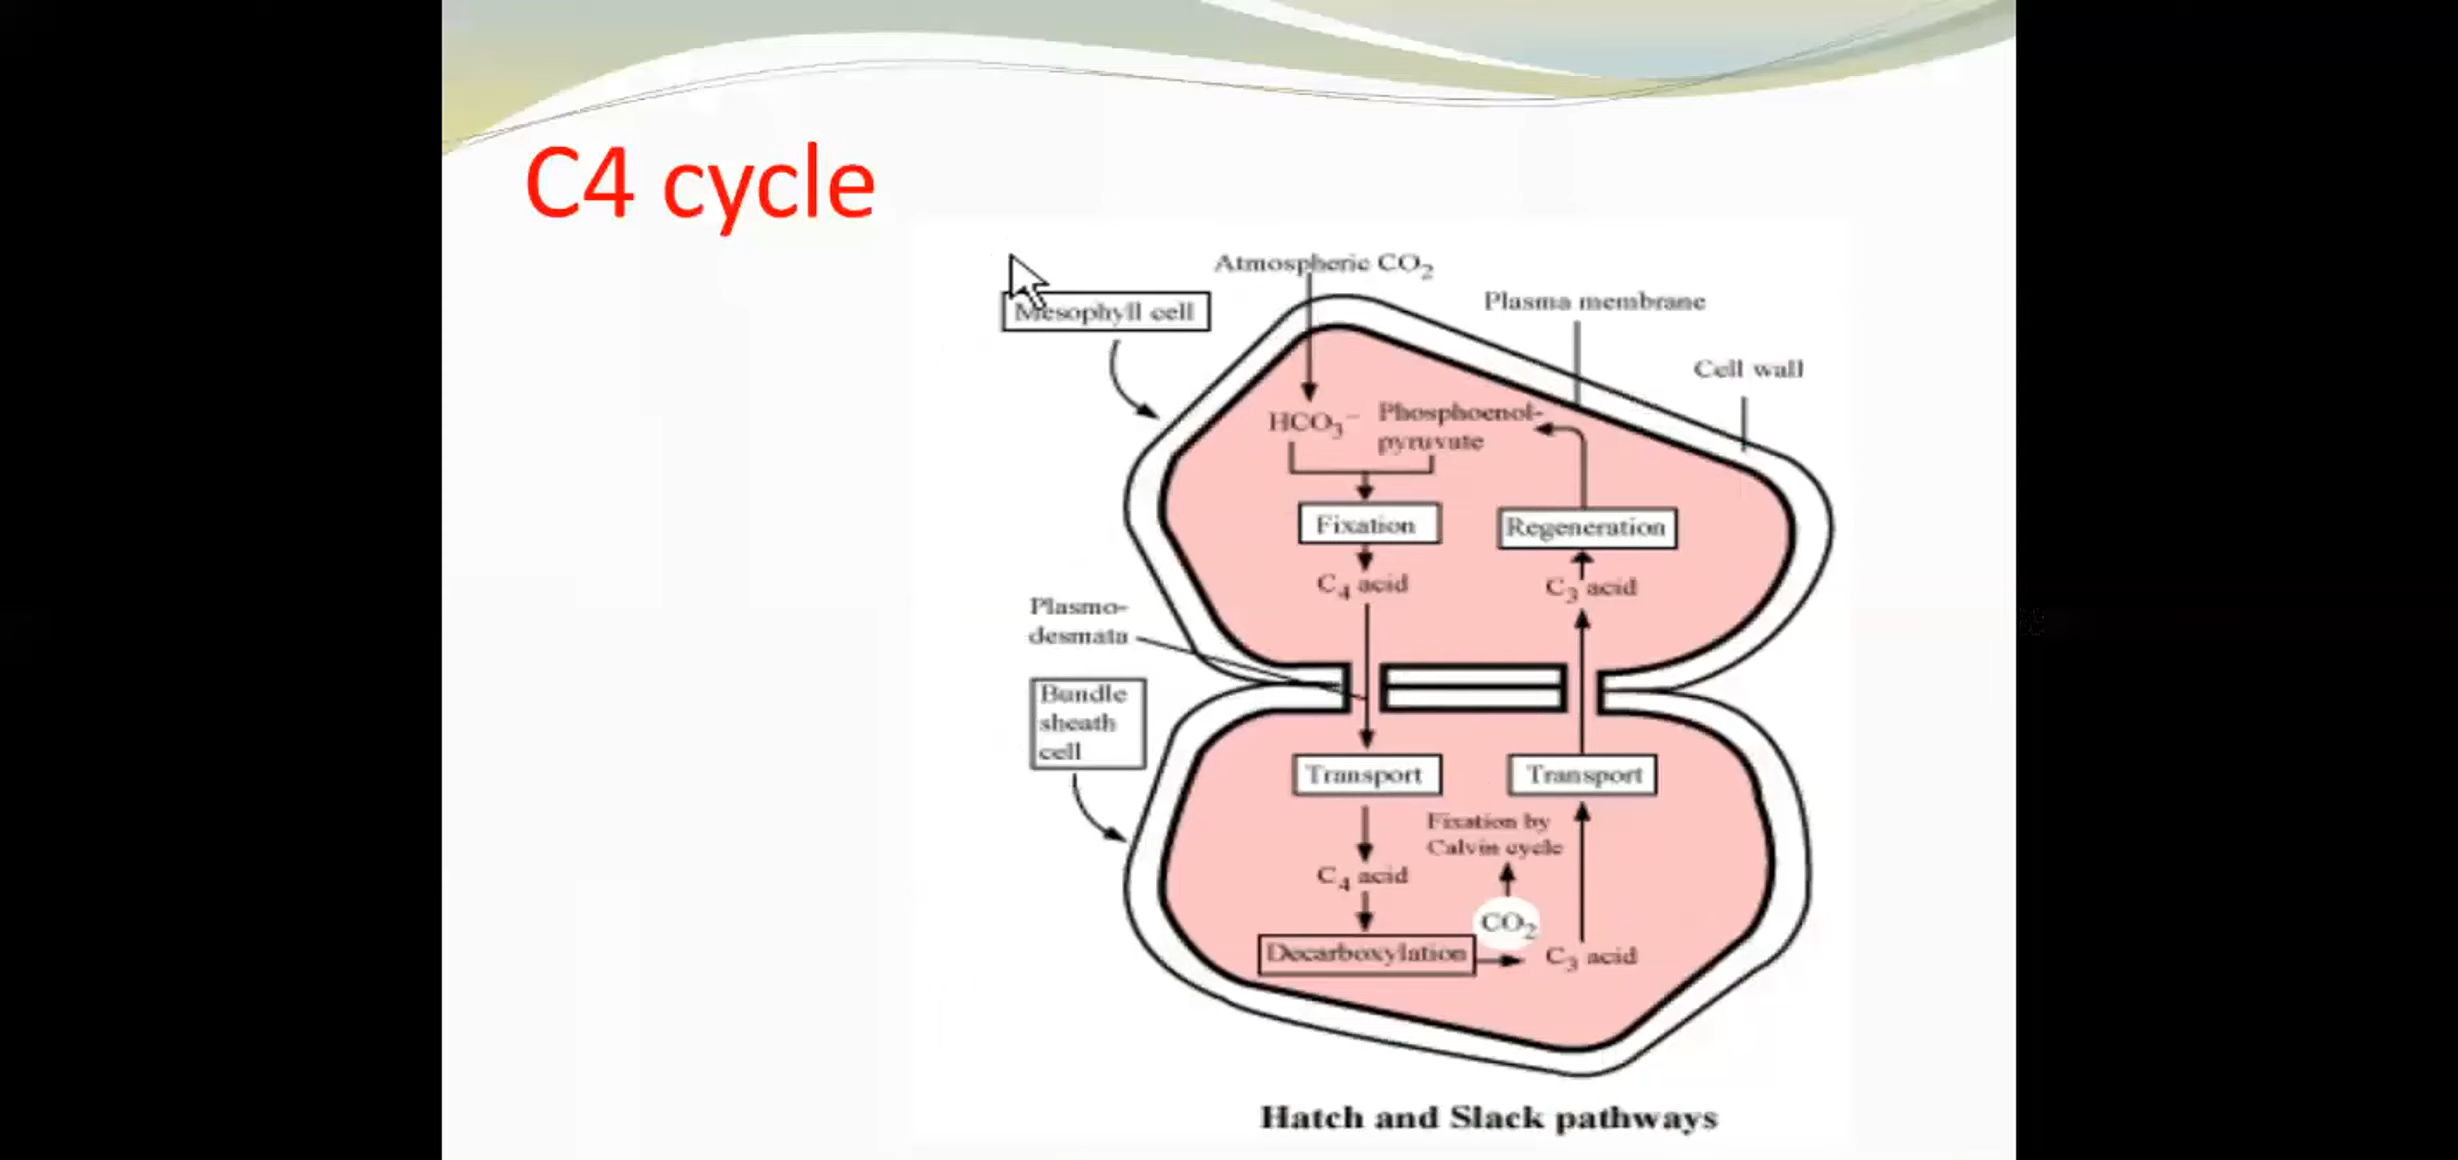 C4 cycle
Atmospheric CO₂
Mesophyll cell
Plasma membrane
Cell wall
HCO₃⁻
Phosphoenol-
pyruvate
Fixation
Regeneration
C₄ acid
C₃ acid
Plasmo-
desmata
Bundle
sheath
cell
Transport
Transport
Fixation by
Calvin cycle
C₄ acid
CO₂
Decarboxylation
C₃ acid
Hatch and Slack pathways